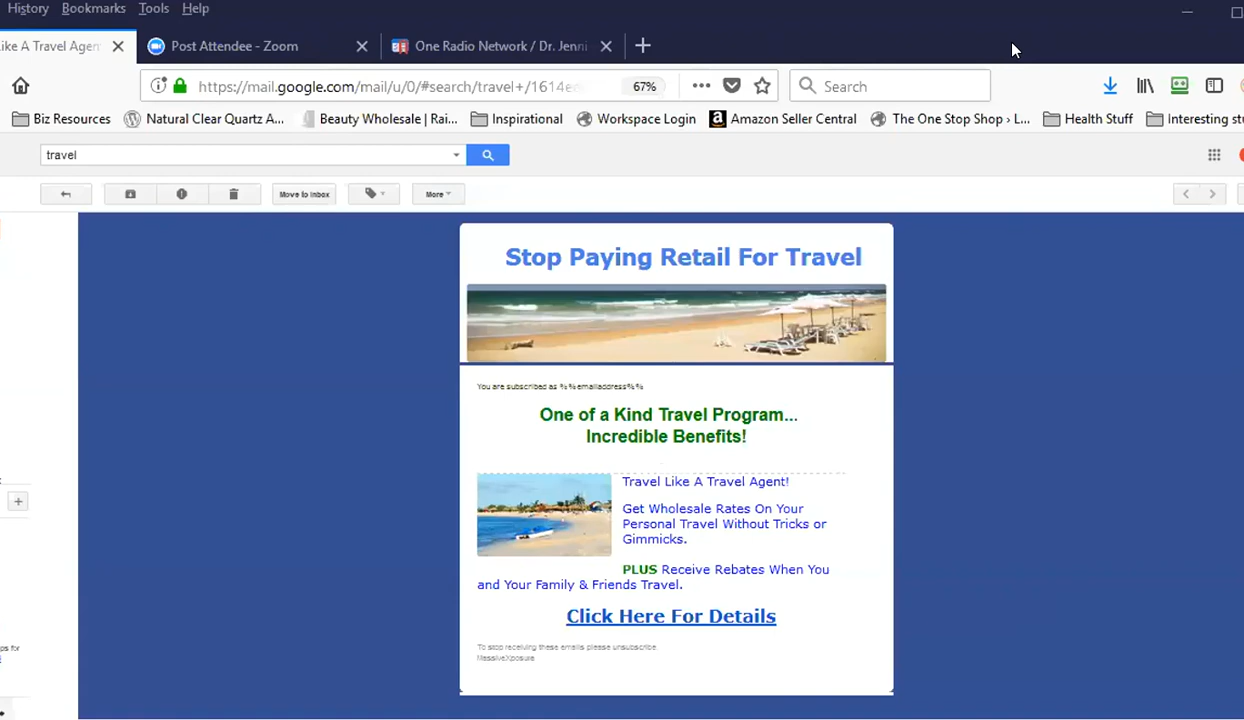 History Bookmarks Tools Help
ike A Travel Agen Post Attendee - Zoom One Radio Network / Dr. Jenni
https://mail.google.com/mail/u/0/#search/travel+/1614e 67% Search
Biz Resources Natural Clear Quartz A... Beauty Wholesale | Rai... Inspirational Workspace Login Amazon Seller Central The One Stop Shop › L... Health Stuff Interesting stu
travel
Move to Inbox More
Stop Paying Retail For Travel
You are subscribed as %%emailaddress%%
One of a Kind Travel Program...
Incredible Benefits!
Travel Like A Travel Agent!
Get Wholesale Rates On Your
Personal Travel Without Tricks or
Gimmicks.
PLUS Receive Rebates When You
and Your Family & Friends Travel.
Click Here For Details
To stop receiving these emails please unsubscribe.
MassiveXposure
ps for